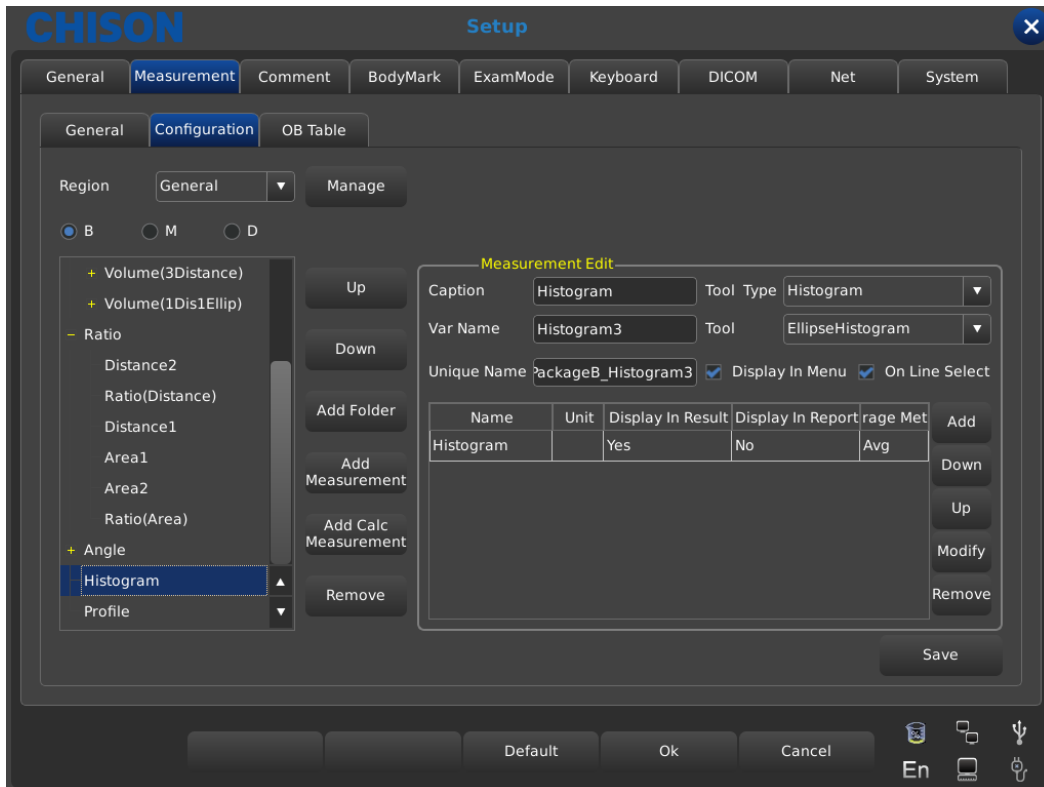 CHISON
Setup
General Measurement Comment BodyMark ExamMode Keyboard DICOM Net System
General Configuration OB Table
Region General Manage
B M D
+ Volume(3Distance)
+ Volume(1Dis1Ellip)
- Ratio
Distance2
Ratio(Distance)
Distance1
Area1
Area2
Ratio(Area)
+ Angle
Histogram
Profile
Up
Down
Add Folder
Add
Measurement
Add Calc
Measurement
Remove
Measurement Edit
Caption Histogram Tool Type Histogram
Var Name Histogram3 Tool EllipseHistogram
Unique Name PackageB_Histogram3 Display In Menu On Line Select
Name Unit Display In Result Display In Report rage Met
Histogram Yes No Avg
Add
Down
Up
Modify
Remove
Save
Default Ok Cancel
En